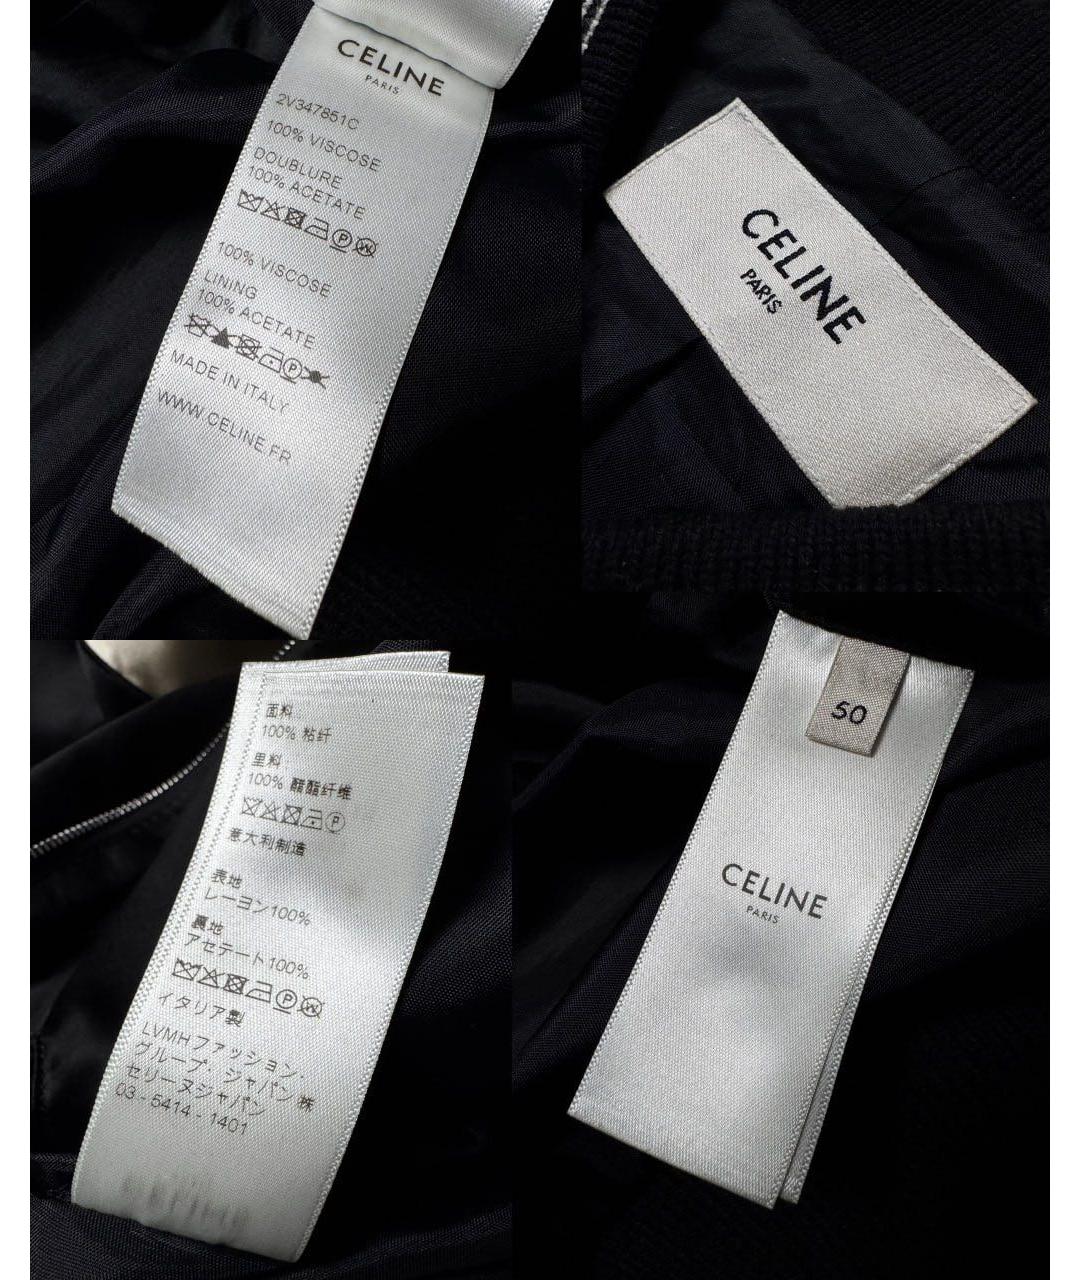 CELINE
PARIS
2V347851C
100% VISCOSE
DOUBLURE
100% ACETATE
P W
100% VISCOSE
LINING
100% ACETATE
P
MADE IN ITALY
WWW.CELINE.FR
CELINE
PARIS
面料
100% 粘纤
里料
100% 醋酯纤维
P
意大利制造
表地
レーヨン100%
裏地
アセテート100%
P W
イタリア製
LVMHファッション・
グループ・ジャパン㈱
セリーヌジャパン
03-5414-1401
50
CELINE
PARIS